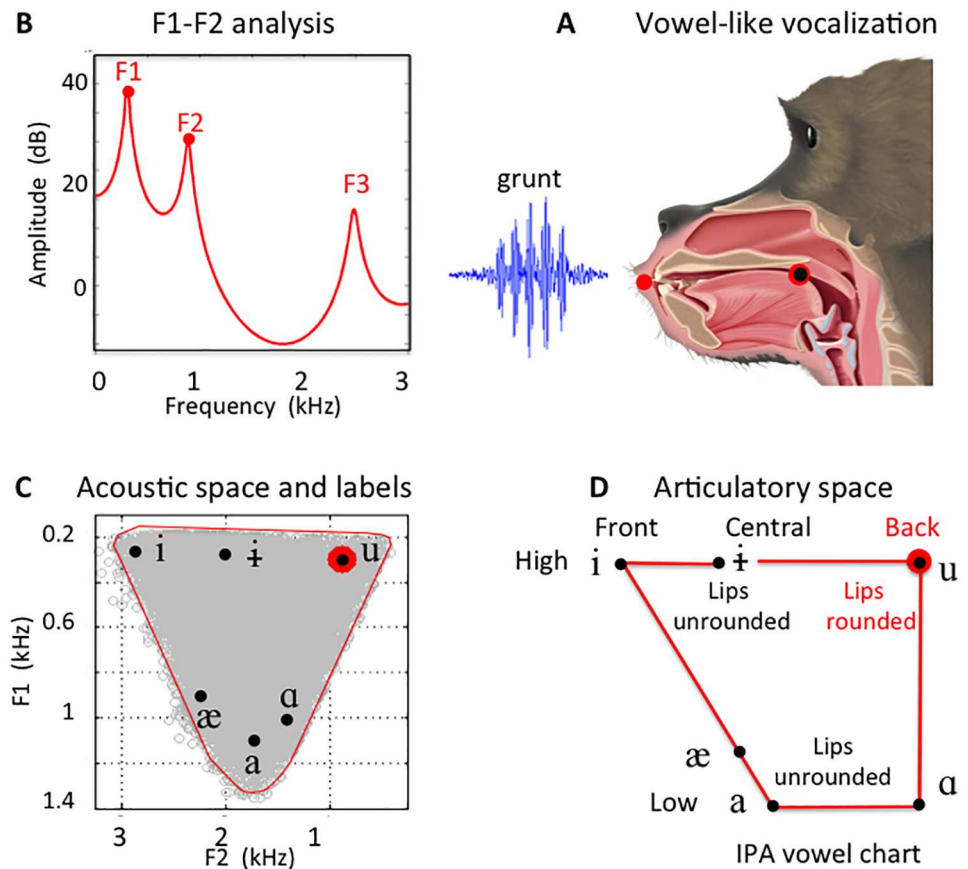 B F1-F2 analysis
A Vowel-like vocalization
F1
F2
F3
40
20
0
Amplitude (dB)
0 1 2 3
Frequency (kHz)
grunt
C Acoustic space and labels
0.2
0.6
1
1.4
F1 (kHz)
i ɨ u
æ ɑ
a
3 2 1
F2 (kHz)
D Articulatory space
Front Central Back
High i ɨ u
Lips unrounded
Lips rounded
æ
Lips unrounded
Low a ɑ
IPA vowel chart